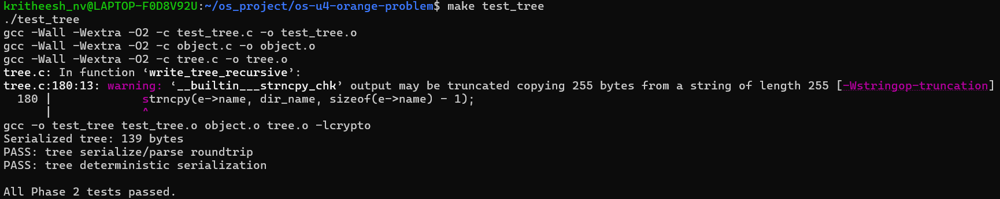 kritheesh_nv@LAPTOP-F0D8V92U:~/os_project/os-u4-orange-problem$ make test_tree
./test_tree
gcc -Wall -Wextra -O2 -c test_tree.c -o test_tree.o
gcc -Wall -Wextra -O2 -c object.c -o object.o
gcc -Wall -Wextra -O2 -c tree.c -o tree.o
tree.c: In function ‘write_tree_recursive’:
tree.c:180:13: warning: ‘__builtin___strncpy_chk’ output may be truncated copying 255 bytes from a string of length 255 [-Wstringop-truncation]
  180 |             strncpy(e->name, dir_name, sizeof(e->name) - 1);
      |             ^
gcc -o test_tree test_tree.o object.o tree.o -lcrypto
Serialized tree: 139 bytes
PASS: tree serialize/parse roundtrip
PASS: tree deterministic serialization

All Phase 2 tests passed.